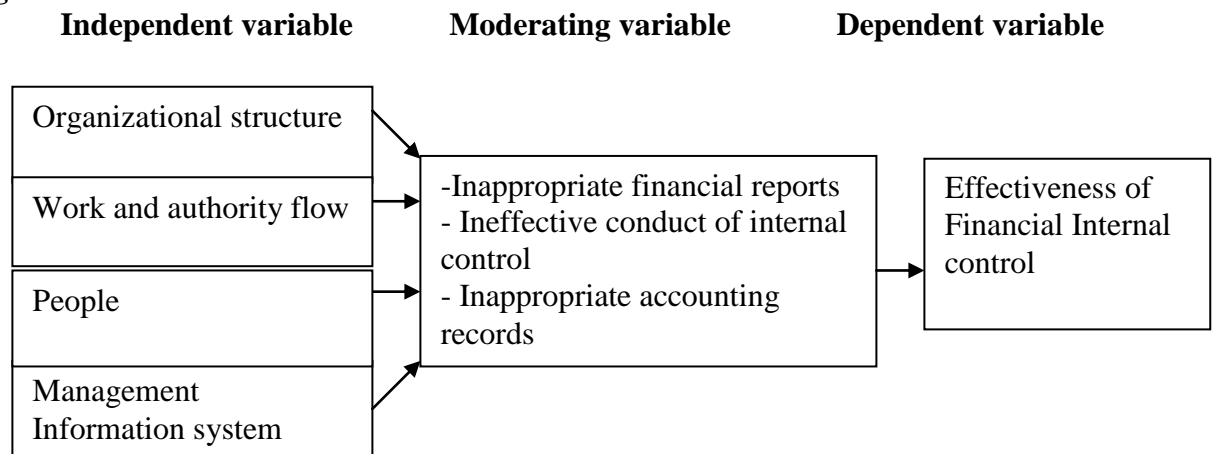 Independent variable Moderating variable Dependent variable
Organizational structure
Work and authority flow
People
Management
Information system
-Inappropriate financial reports
- Ineffective conduct of internal
control
- Inappropriate accounting
records
Effectiveness of
Financial Internal
control